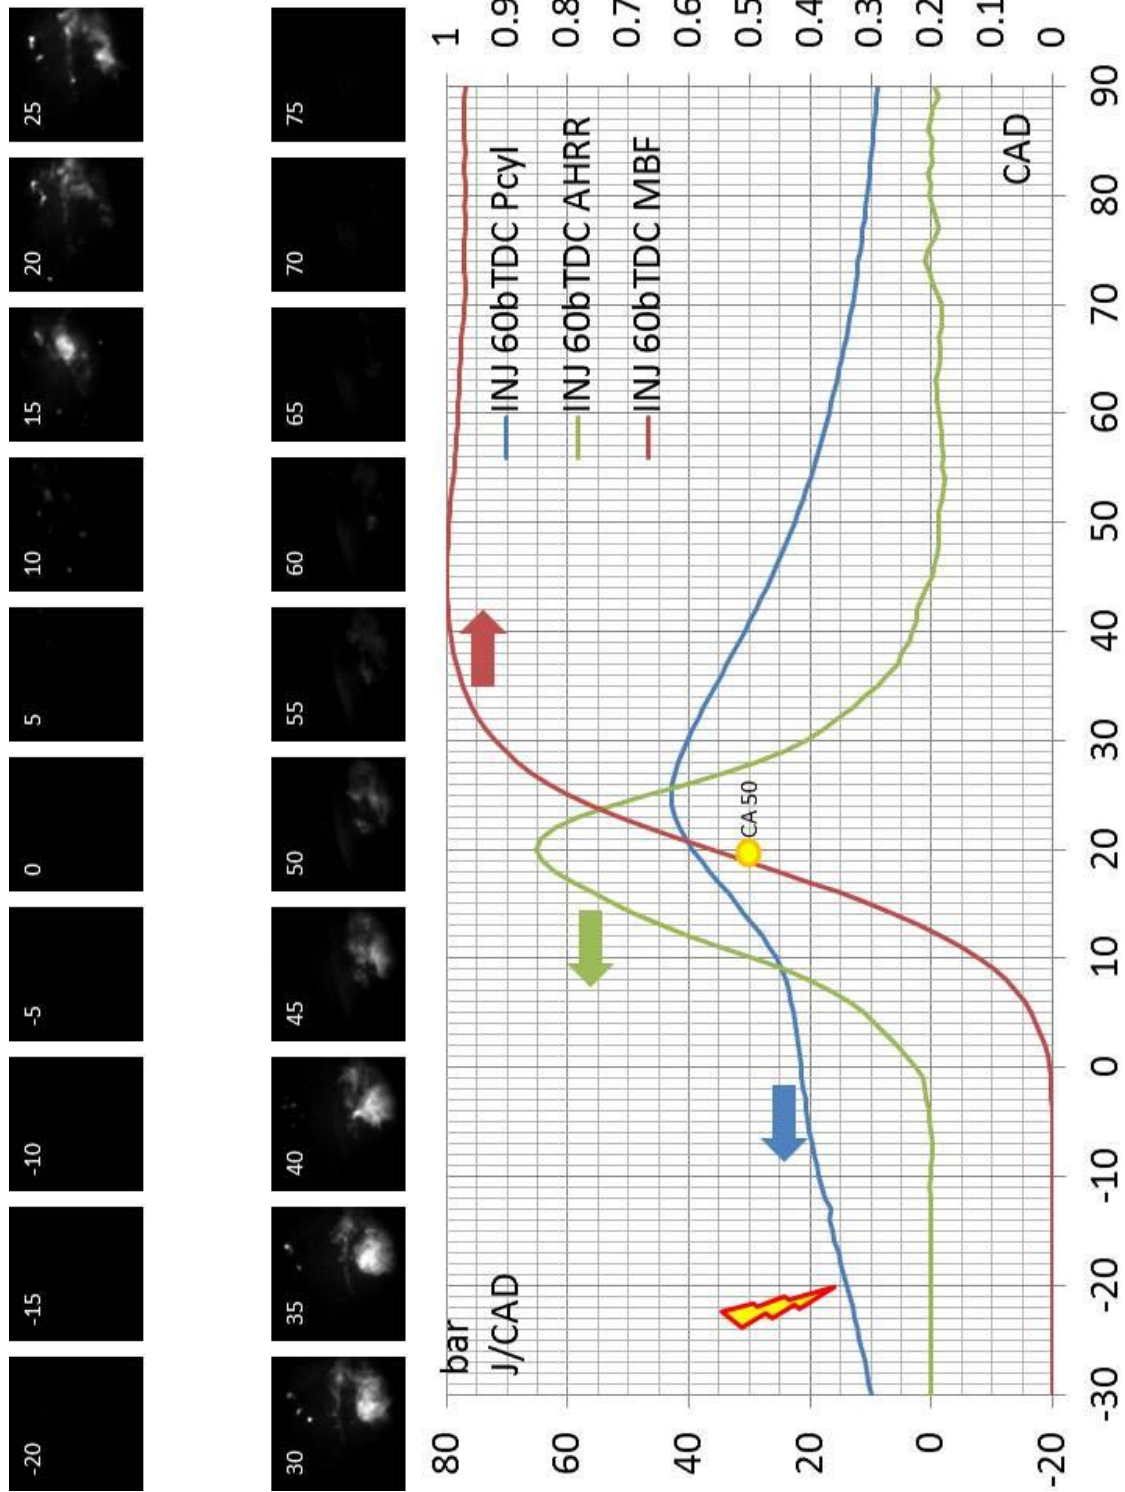 -20 -15 -10 -5 0 5 10 15 20 25
30 35 40 45 50 55 60 65 70 75
bar
J/CAD
80
60
40
20
0
-20
INJ 60bTDC Pcyl
INJ 60bTDC AHRR
INJ 60bTDC MBF
CA 50
1
0.9
0.8
0.7
0.6
0.5
0.4
0.3
0.2
0.1
0
CAD
-30 -20 -10 0 10 20 30 40 50 60 70 80 90